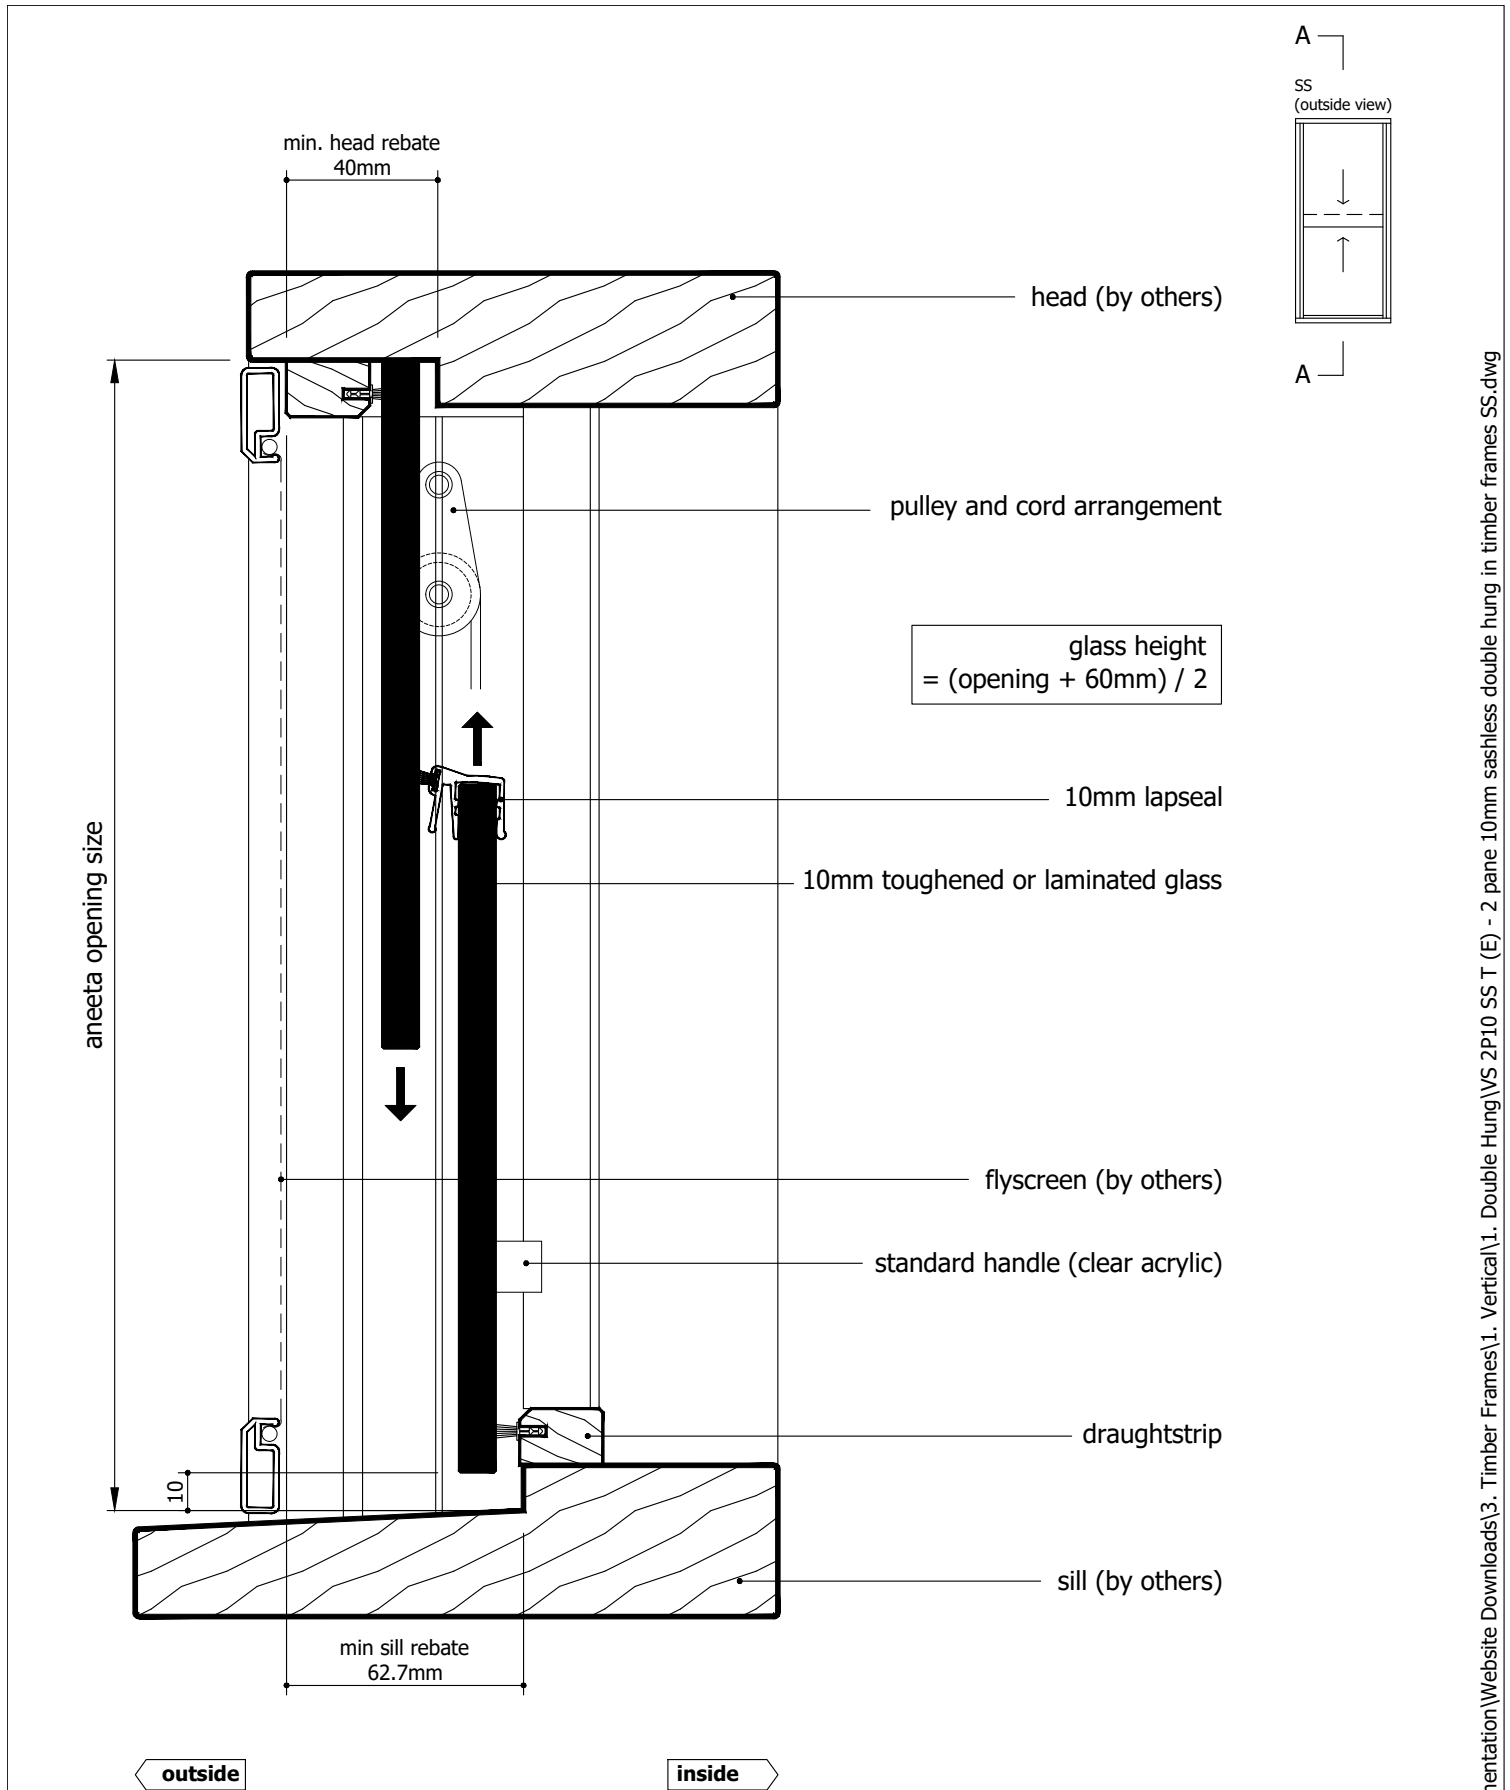 A
SS
(outside view)
A
min. head rebate
40mm
head (by others)
pulley and cord arrangement
glass height
= (opening + 60mm) / 2
10mm lapseal
10mm toughened or laminated glass
aneeta opening size
flyscreen (by others)
standard handle (clear acrylic)
draughtstrip
10
sill (by others)
min sill rebate
62.7mm
outside
inside
\Website Downloads\3. Timber Frames\1. Vertical\1. Double Hung\VS 2P10 SS T (E) - 2 pane 10mm sashless double hung in timber frames SS.dwg